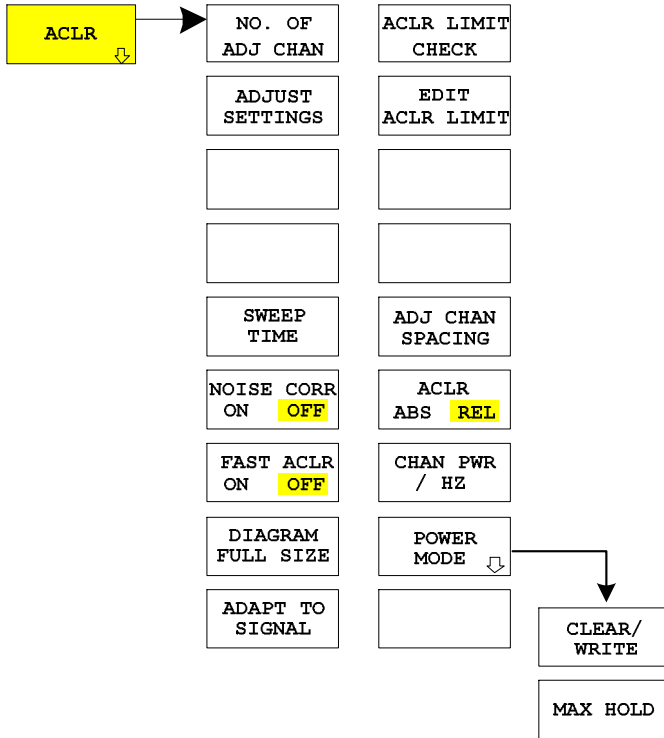 ACLR
NO. OF
ADJ CHAN
ADJUST
SETTINGS
SWEEP
TIME
NOISE CORR
ON OFF
FAST ACLR
ON OFF
DIAGRAM
FULL SIZE
ADAPT TO
SIGNAL
ACLR LIMIT
CHECK
EDIT
ACLR LIMIT
ADJ CHAN
SPACING
ACLR
ABS REL
CHAN PWR
/ HZ
POWER
MODE
CLEAR/
WRITE
MAX HOLD